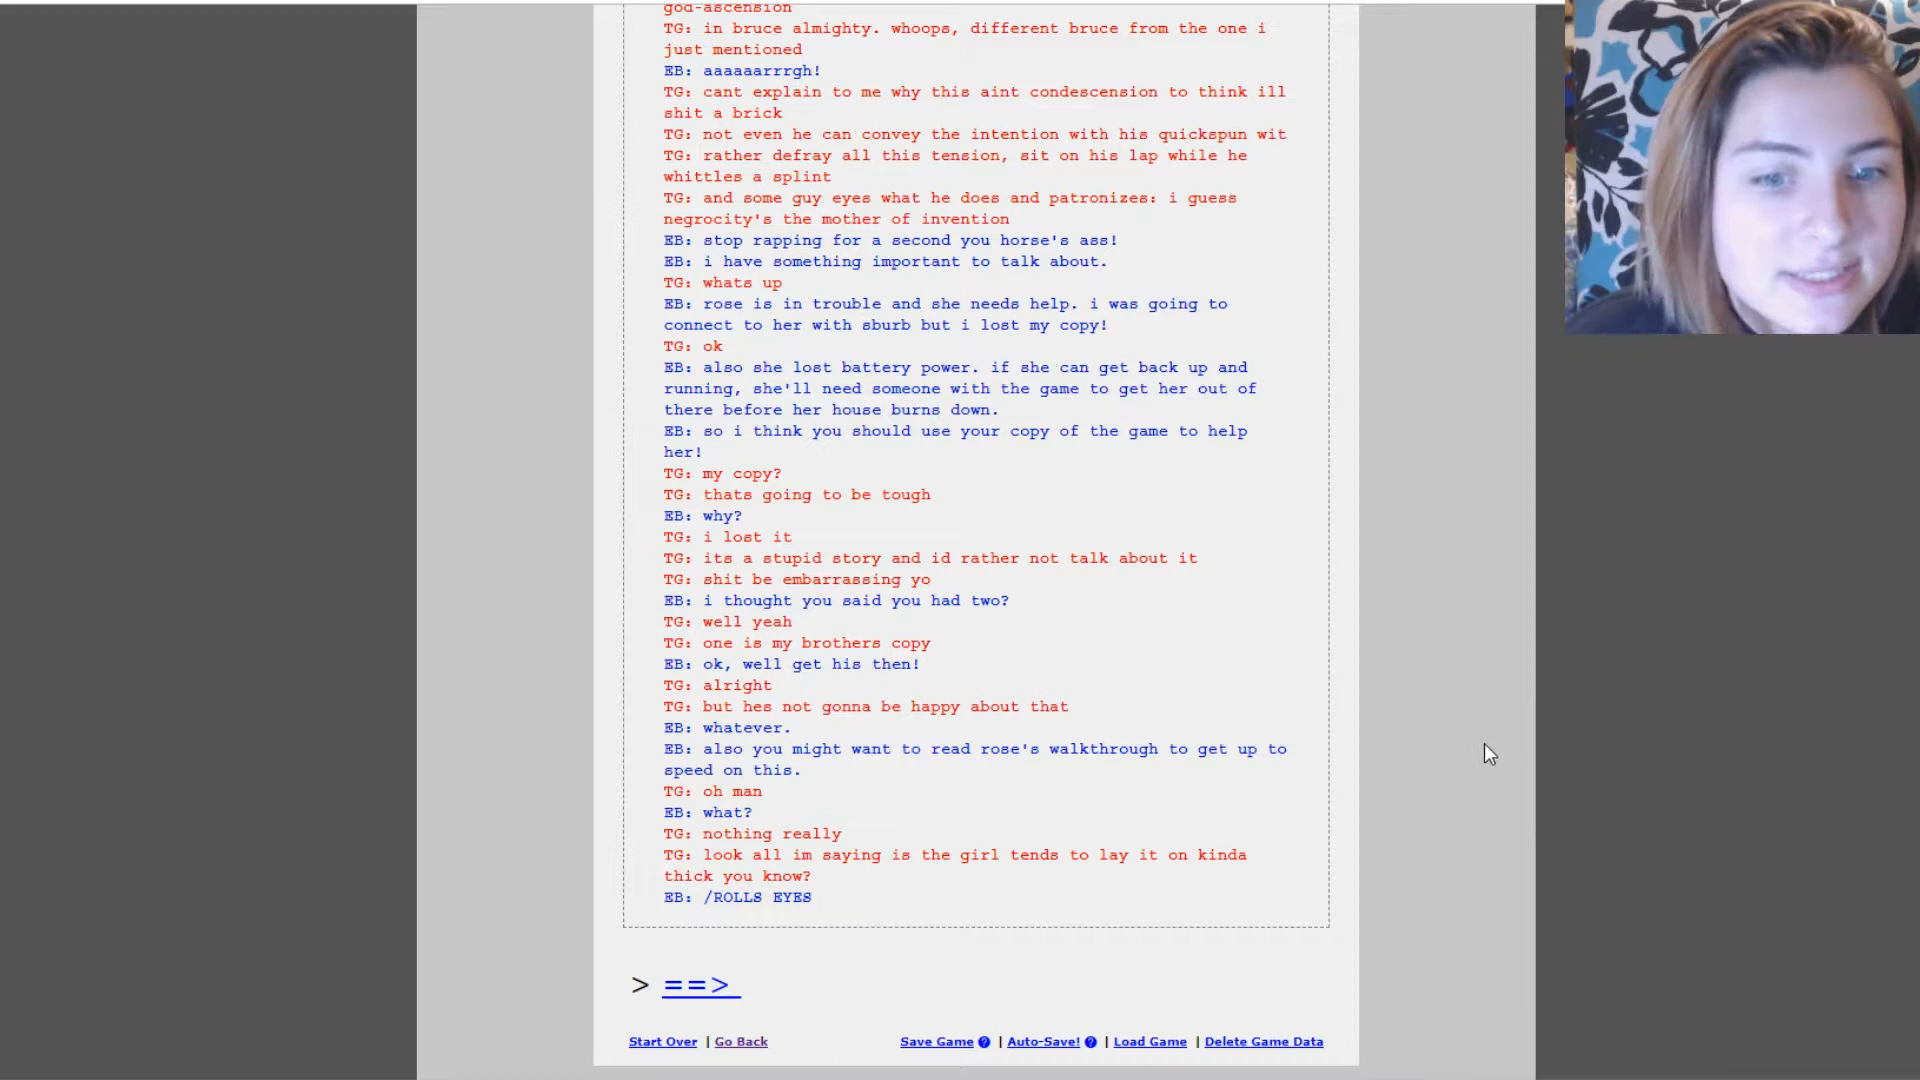 god-ascension
TG: in bruce almighty. whoops, different bruce from the one i
just mentioned
EB: aaaaaarrrgh!
TG: cant explain to me why this aint condescension to think ill
shit a brick
TG: not even he can convey the intention with his quickspun wit
TG: rather defray all this tension, sit on his lap while he
whittles a splint
TG: and some guy eyes what he does and patronizes: i guess
negrocity's the mother of invention
EB: stop rapping for a second you horse's ass!
EB: i have something important to talk about.
TG: whats up
EB: rose is in trouble and she needs help. i was going to
connect to her with sburb but i lost my copy!
TG: ok
EB: also she lost battery power. if she can get back up and
running, she'll need someone with the game to get her out of
there before her house burns down.
EB: so i think you should use your copy of the game to help
her!
TG: my copy?
TG: thats going to be tough
EB: why?
TG: i lost it
TG: its a stupid story and id rather not talk about it
TG: shit be embarrassing yo
EB: i thought you said you had two?
TG: well yeah
TG: one is my brothers copy
EB: ok, well get his then!
TG: alright
TG: but hes not gonna be happy about that
EB: whatever.
EB: also you might want to read rose's walkthrough to get up to
speed on this.
TG: oh man
EB: what?
TG: nothing really
TG: look all im saying is the girl tends to lay it on kinda
thick you know?
EB: /ROLLS EYES
> ==>
Start Over | Go Back Save Game ? | Auto-Save! ? | Load Game | Delete Game Data